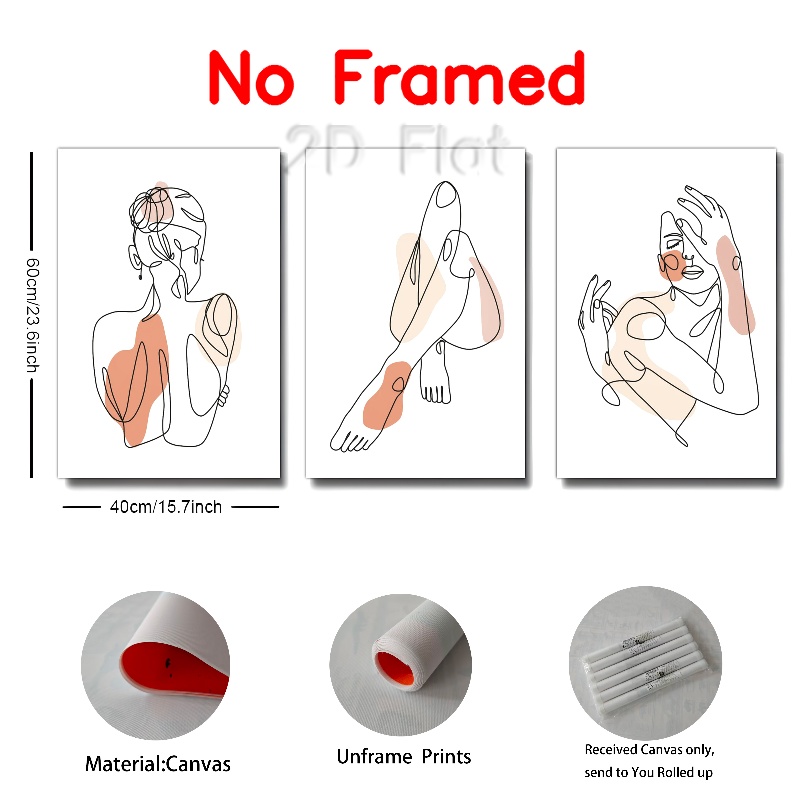 No Framed
2D Flat
60cm/23.6inch
40cm/15.7inch
Material:Canvas
Unframe Prints
Received Canvas only,
send to You Rolled up